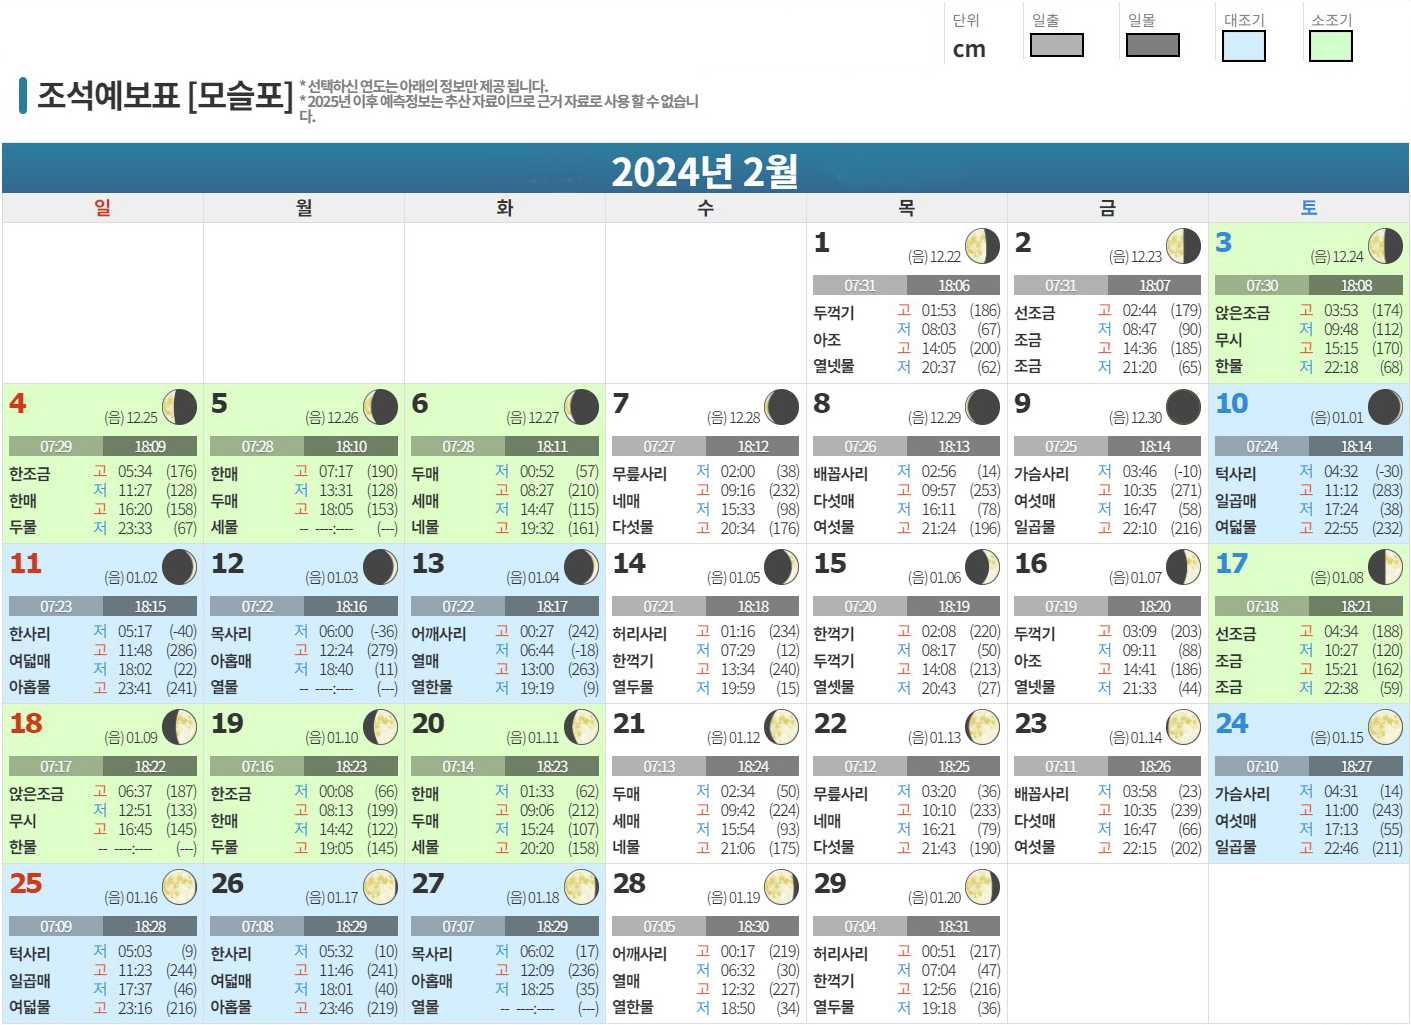 단위 일출 일몰 대조기 소조기
cm
조석예보표 [모슬포]
* 선택하신 연도는 아래의 정보만 제공 됩니다.
* 2025년 이후 예측정보는 추산 자료이므로 근거 자료로 사용 할 수 없습니
다.
2024년 2월
일 월 화 수 목 금 토
1 (음) 12.22
07:31 18:06
두꺽기
아조
열넷물
고 01:53 (186)
저 08:03 (67)
고 14:05 (200)
저 20:37 (62)
2 (음) 12.23
07:31 18:07
선조금
조금
조금
고 02:44 (179)
저 08:47 (90)
고 14:36 (185)
저 21:20 (65)
3 (음) 12.24
07:30 18:08
앉은조금
무시
한물
고 03:53 (174)
저 09:48 (112)
고 15:15 (170)
저 22:18 (68)
4 (음) 12.25
07:29 18:09
한조금
한매
두물
고 05:34 (176)
저 11:27 (128)
고 16:20 (158)
저 23:33 (67)
5 (음) 12.26
07:28 18:10
한매
두매
세물
고 07:17 (190)
저 13:31 (128)
고 18:05 (153)
-- ----:---- (---)
6 (음) 12.27
07:28 18:11
두매
세매
네물
저 00:52 (57)
고 08:27 (210)
저 14:47 (115)
고 19:32 (161)
7 (음) 12.28
07:27 18:12
무릎사리
네매
다섯물
저 02:00 (38)
고 09:16 (232)
저 15:33 (98)
고 20:34 (176)
8 (음) 12.29
07:26 18:13
배꼽사리
다섯매
여섯물
저 02:56 (14)
고 09:57 (253)
저 16:11 (78)
고 21:24 (196)
9 (음) 12.30
07:25 18:14
가슴사리
여섯매
일곱물
저 03:46 (-10)
고 10:35 (271)
저 16:47 (58)
고 22:10 (216)
10 (음) 01.01
07:24 18:14
턱사리
일곱매
여덟물
저 04:32 (-30)
고 11:12 (283)
저 17:24 (38)
고 22:55 (232)
11 (음) 01.02
07:23 18:15
한사리
여덟매
아홉물
저 05:17 (-40)
고 11:48 (286)
저 18:02 (22)
고 23:41 (241)
12 (음) 01.03
07:22 18:16
목사리
아홉매
열물
저 06:00 (-36)
고 12:24 (279)
저 18:40 (11)
-- ----:---- (---)
13 (음) 01.04
07:22 18:17
어깨사리
열매
열한물
고 00:27 (242)
저 06:44 (-18)
고 13:00 (263)
저 19:19 (9)
14 (음) 01.05
07:21 18:18
허리사리
한꺽기
열두물
고 01:16 (234)
저 07:29 (12)
고 13:34 (240)
저 19:59 (15)
15 (음) 01.06
07:20 18:19
한꺽기
두꺽기
열셋물
고 02:08 (220)
저 08:17 (50)
고 14:08 (213)
저 20:43 (27)
16 (음) 01.07
07:19 18:20
두꺽기
아조
열넷물
고 03:09 (203)
저 09:11 (88)
고 14:41 (186)
저 21:33 (44)
17 (음) 01.08
07:18 18:21
선조금
조금
조금
고 04:34 (188)
저 10:27 (120)
고 15:21 (162)
저 22:38 (59)
18 (음) 01.09
07:17 18:22
앉은조금
무시
한물
고 06:37 (187)
저 12:51 (133)
고 16:45 (145)
-- ----:---- (---)
19 (음) 01.10
07:16 18:23
한조금
한매
두물
저 00:08 (66)
고 08:13 (199)
저 14:42 (122)
고 19:05 (145)
20 (음) 01.11
07:14 18:23
한매
두매
세물
저 01:33 (62)
고 09:06 (212)
저 15:24 (107)
고 20:20 (158)
21 (음) 01.12
07:13 18:24
두매
세매
네물
저 02:34 (50)
고 09:42 (224)
저 15:54 (93)
고 21:06 (175)
22 (음) 01.13
07:12 18:25
무릎사리
네매
다섯물
저 03:20 (36)
고 10:10 (233)
저 16:21 (79)
고 21:43 (190)
23 (음) 01.14
07:11 18:26
배꼽사리
다섯매
여섯물
저 03:58 (23)
고 10:35 (239)
저 16:47 (66)
고 22:15 (202)
24 (음) 01.15
07:10 18:27
가슴사리
여섯매
일곱물
저 04:31 (14)
고 11:00 (243)
저 17:13 (55)
고 22:46 (211)
25 (음) 01.16
07:09 18:28
턱사리
일곱매
여덟물
저 05:03 (9)
고 11:23 (244)
저 17:37 (46)
고 23:16 (216)
26 (음) 01.17
07:08 18:29
한사리
여덟매
아홉물
저 05:32 (10)
고 11:46 (241)
저 18:01 (40)
고 23:46 (219)
27 (음) 01.18
07:07 18:29
목사리
아홉매
열물
저 06:02 (17)
고 12:09 (236)
저 18:25 (35)
-- ----:---- (---)
28 (음) 01.19
07:05 18:30
어깨사리
열매
열한물
고 00:17 (219)
저 06:32 (30)
고 12:32 (227)
저 18:50 (34)
29 (음) 01.20
07:04 18:31
허리사리
한꺽기
열두물
고 00:51 (217)
저 07:04 (47)
고 12:56 (216)
저 19:18 (36)